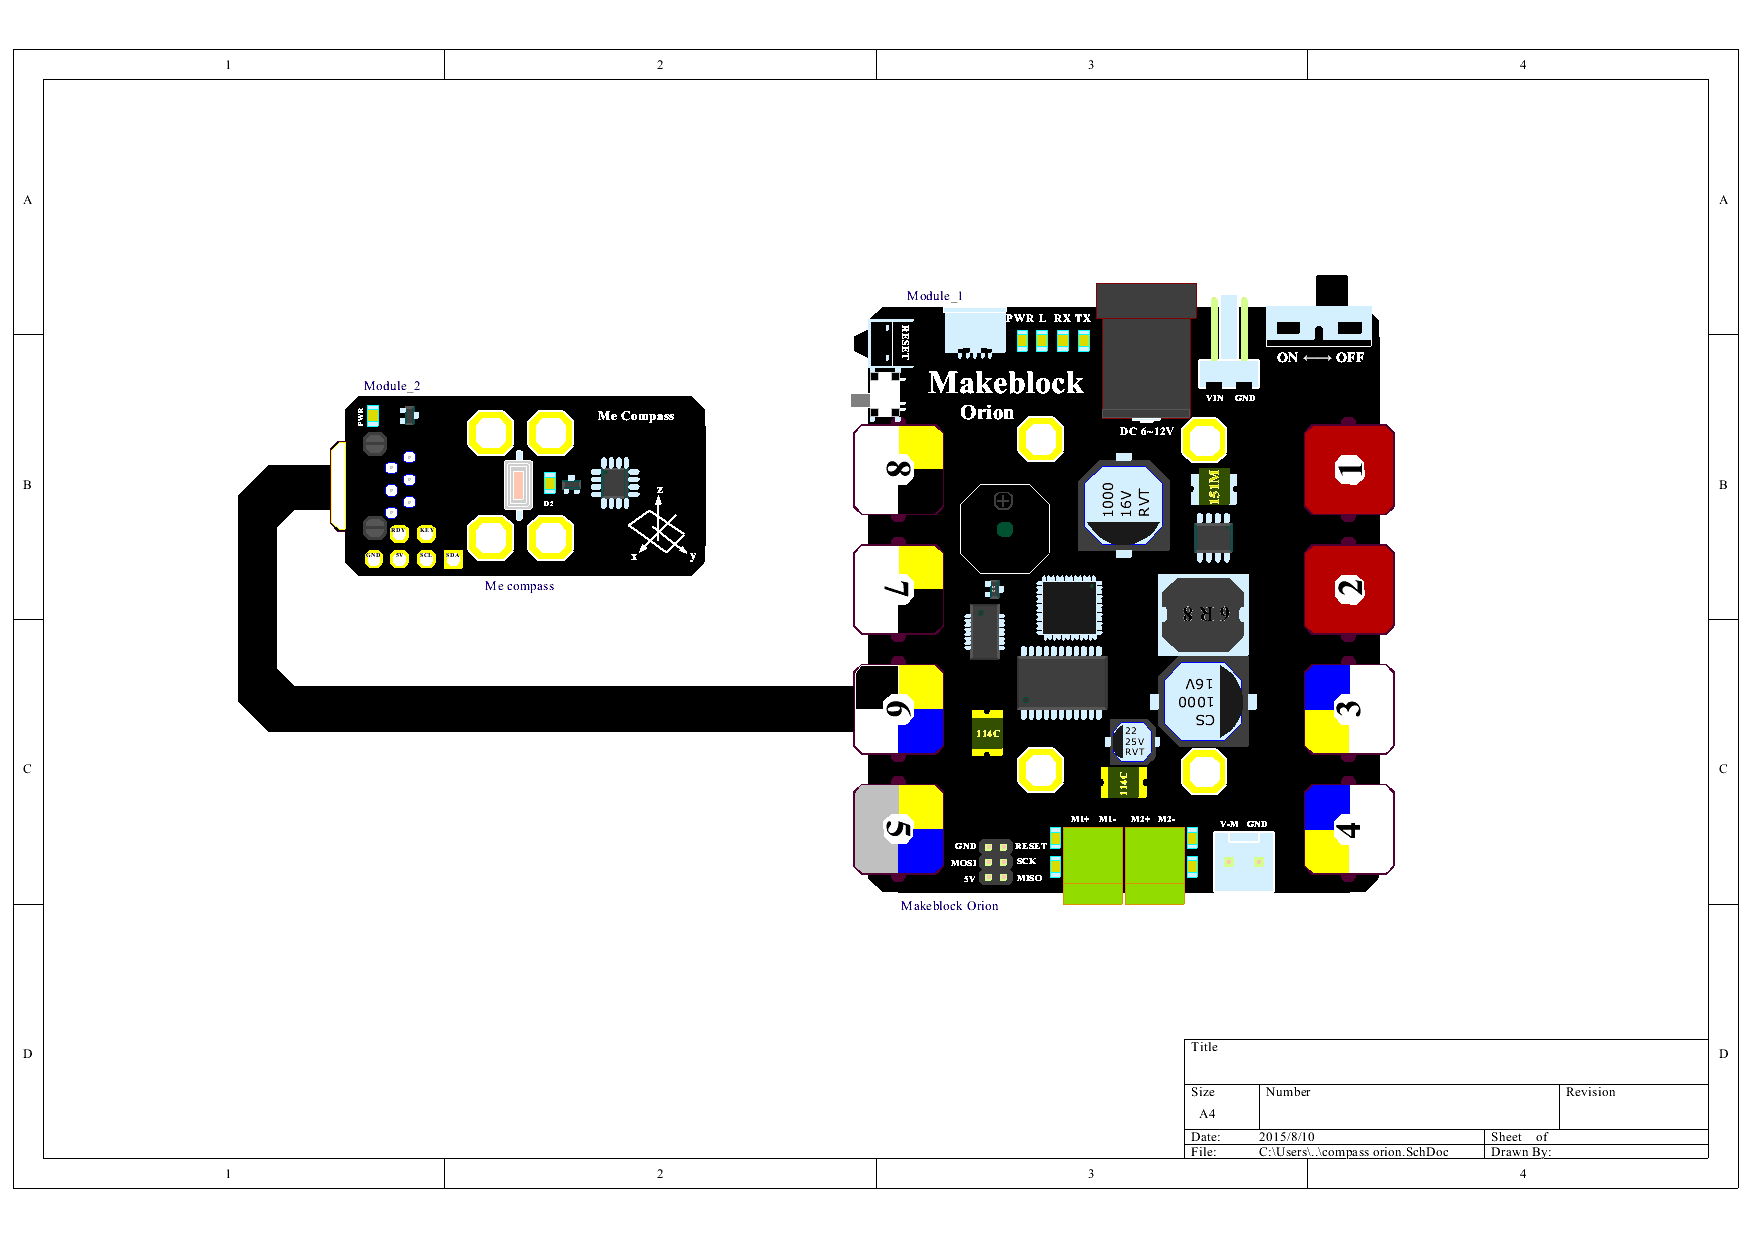 1 2 3 4
A A
B B
C C
D D
Module_1
PWR L RX TX
RESET
ON OFF
Makeblock
Orion
VIN GND
DC 6~12V
Module_2
PWR
Me Compass
D2
RDY KEY
GND 5V SCL SDA
z
x y
Me compass
8
7
6
5
1
2
3
4
1000
16V
RVT
151M
6R8
CS
1000
16V
22
25V
RVT
114C
114C
M1+ M1- M2+ M2-
V-M GND
GND RESET
MOSI SCK
5V MISO
Makeblock Orion
Title
Size Number Revision
A4
Date: 2015/8/10 Sheet of
File: C:\Users\..\compass orion.SchDoc Drawn By:
1 2 3 4